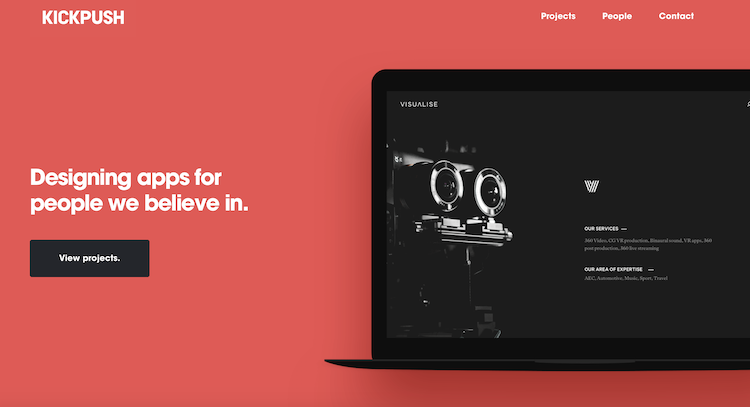 KICKPUSH
Projects People Contact
Designing apps for
people we believe in.
View projects.
VISUALISE
OUR SERVICES —
360 Video, CG VR production, Binaural sound, VR apps, 360
post production, 360 live streaming
OUR AREA OF EXPERTISE —
AEC, Automotive, Music, Sport, Travel